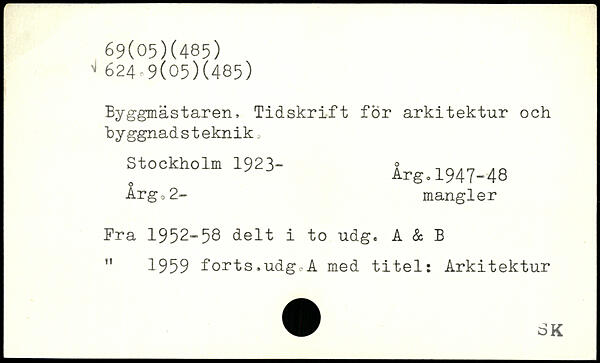 69(05)(485)
√ 624.9(05)(485)
Byggmästaren. Tidskrift för arkitektur och
byggnadsteknik.
Stockholm 1923-
Årg.2-
Årg.1947-48
mangler
Fra 1952-58 delt i to udg. A & B
" 1959 forts.udg.A med titel: Arkitektur
SK